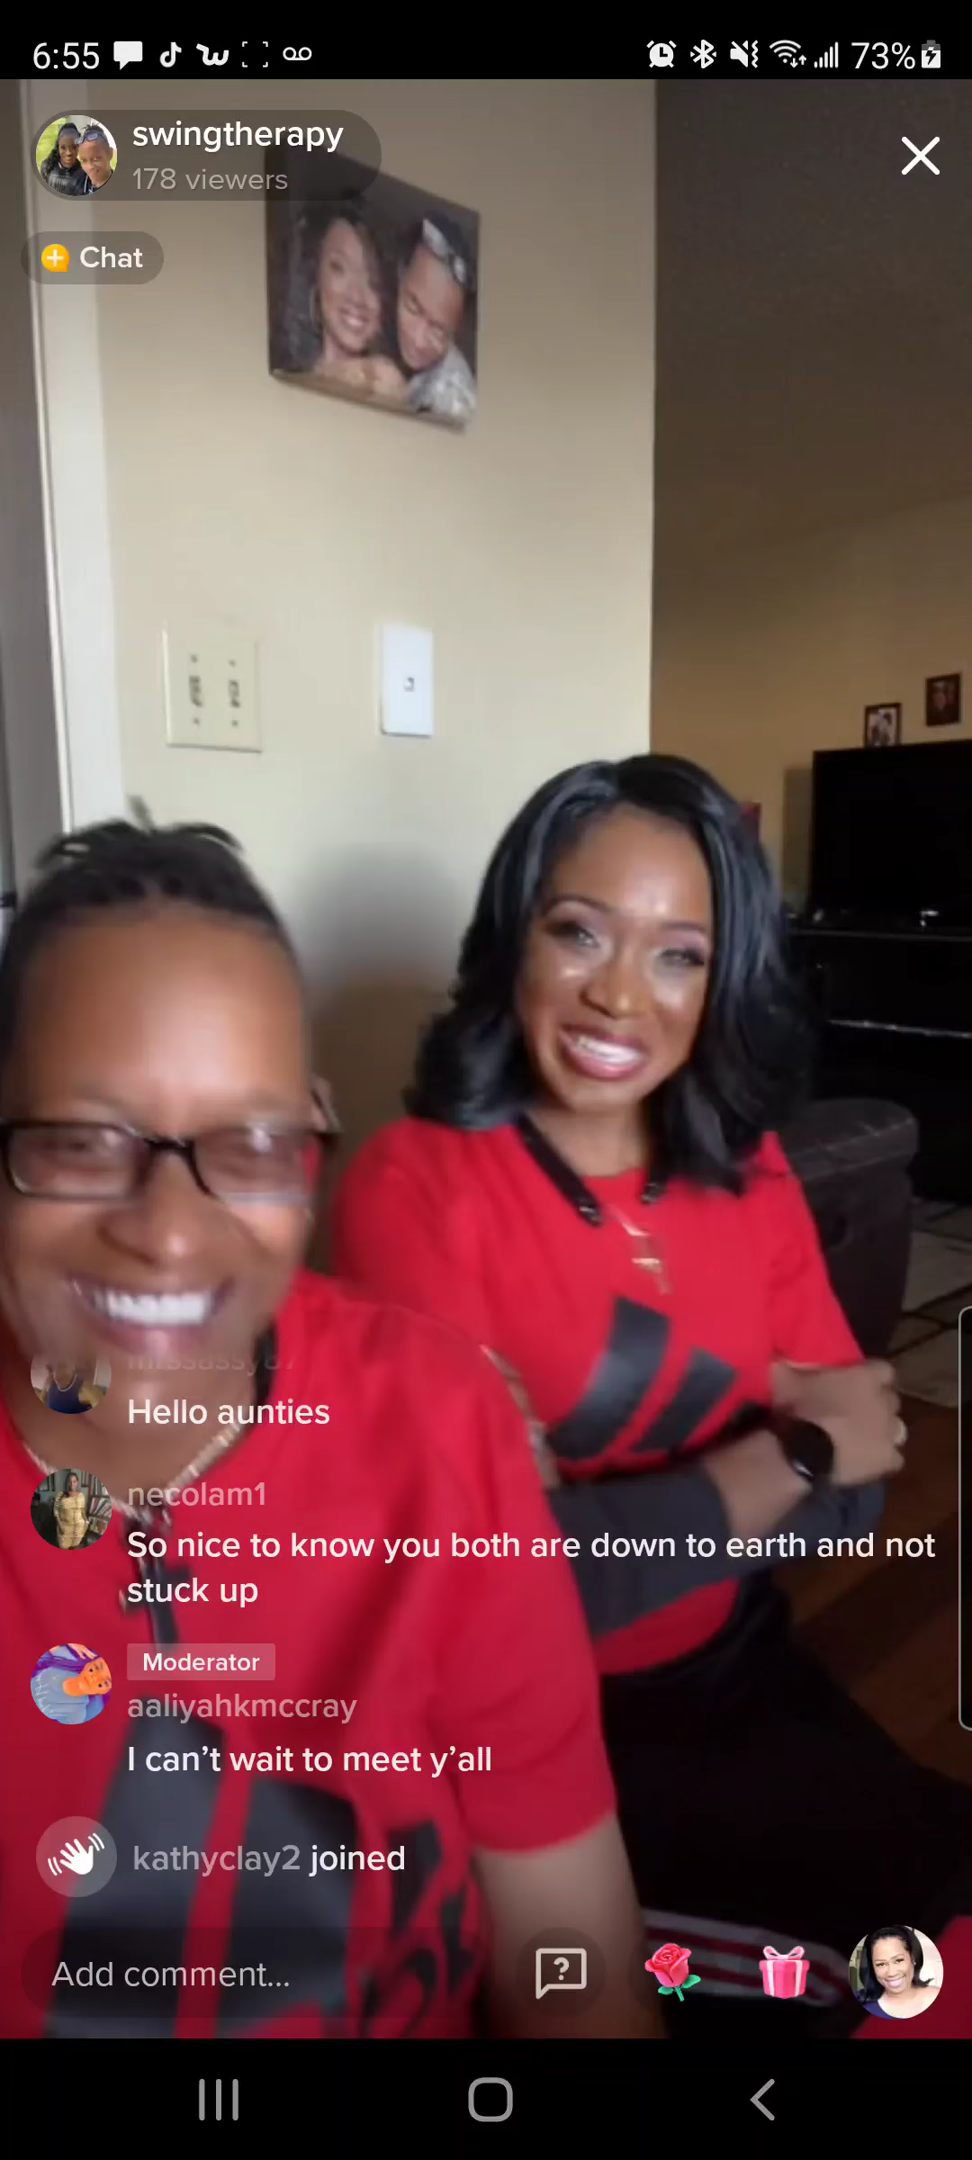 6:55
73%
swingtherapy
178 viewers
Chat
Hello aunties
necolam1
So nice to know you both are down to earth and not
stuck up
Moderator
aaliyahkmccray
I can’t wait to meet y’all
kathyclay2 joined
Add comment...